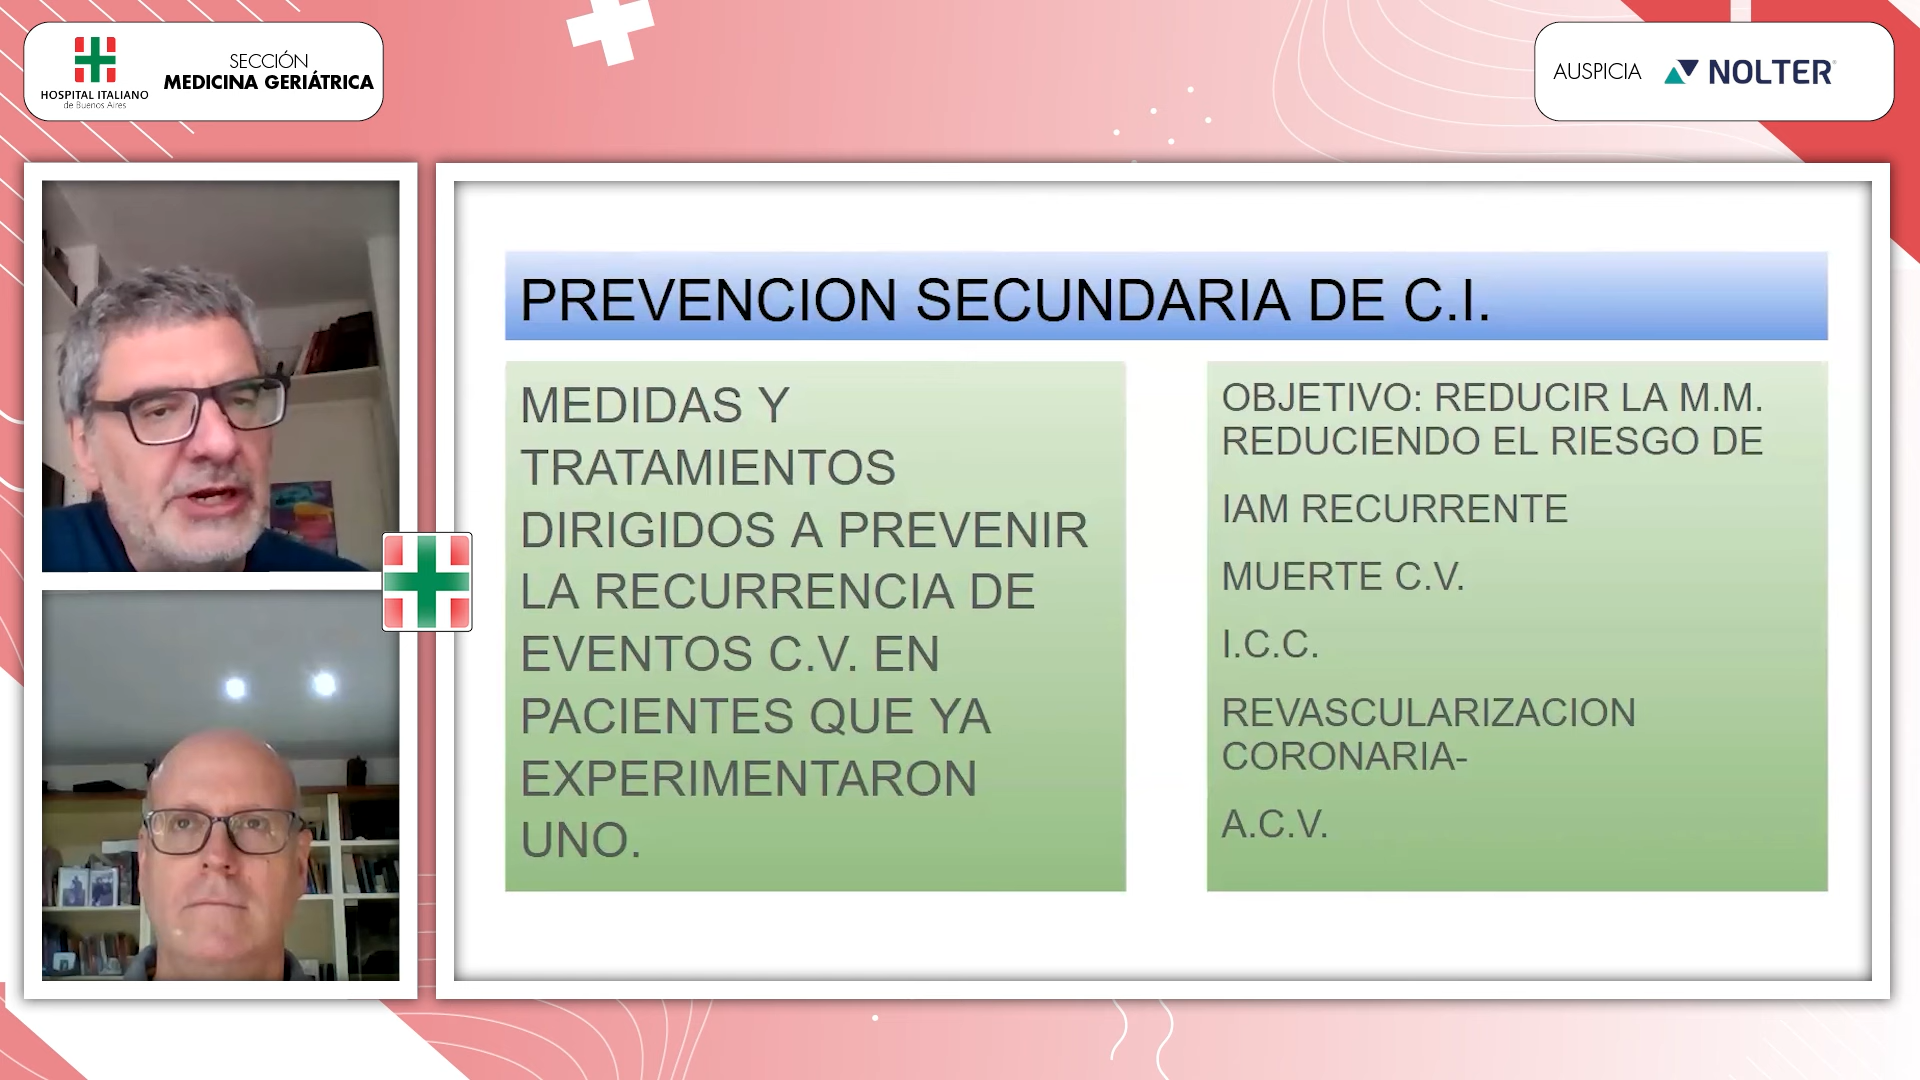 HOSPITAL ITALIANO
de Buenos Aires
SECCIÓN
MEDICINA GERIÁTRICA
AUSPICIA
NOLTER
PREVENCION SECUNDARIA DE C.I.
MEDIDAS Y
TRATAMIENTOS
DIRIGIDOS A PREVENIR
LA RECURRENCIA DE
EVENTOS C.V. EN
PACIENTES QUE YA
EXPERIMENTARON
UNO.
OBJETIVO: REDUCIR LA M.M.
REDUCIENDO EL RIESGO DE
IAM RECURRENTE
MUERTE C.V.
I.C.C.
REVASCULARIZACION
CORONARIA-
A.C.V.